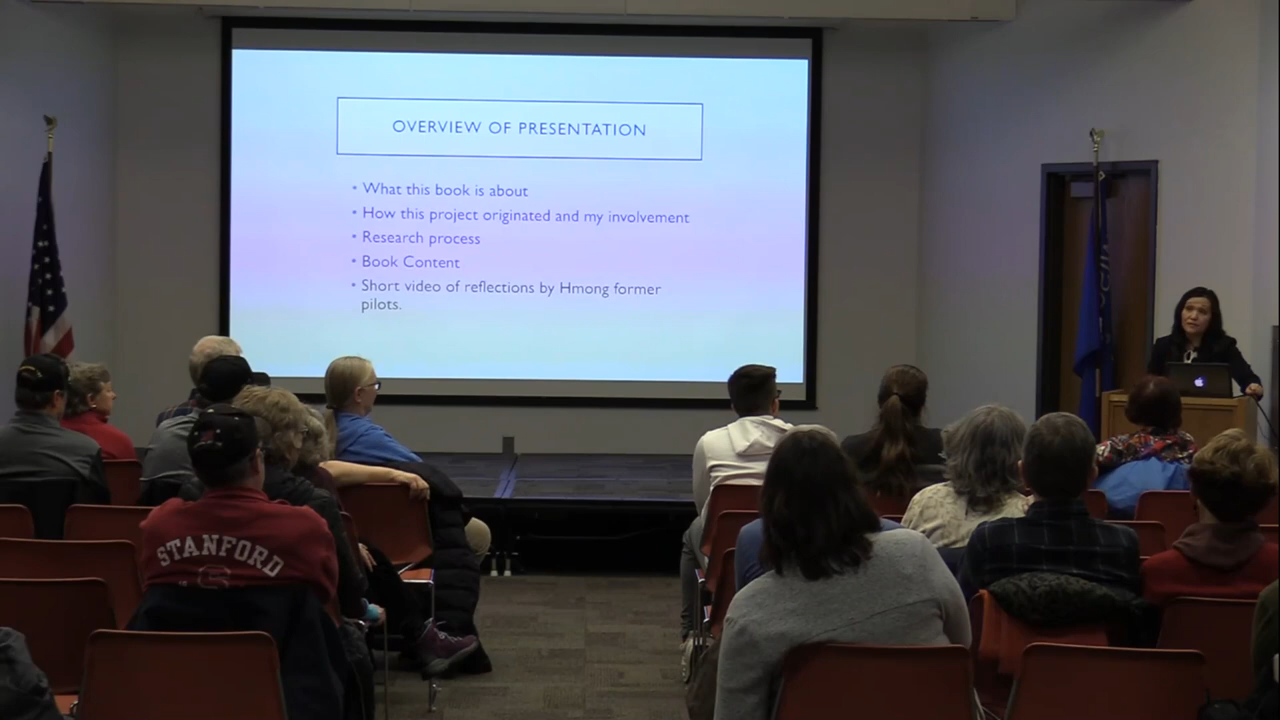 OVERVIEW OF PRESENTATION
• What this book is about
• How this project originated and my involvement
• Research process
• Book Content
• Short video of reflections by Hmong former
pilots.
STANFORD
S